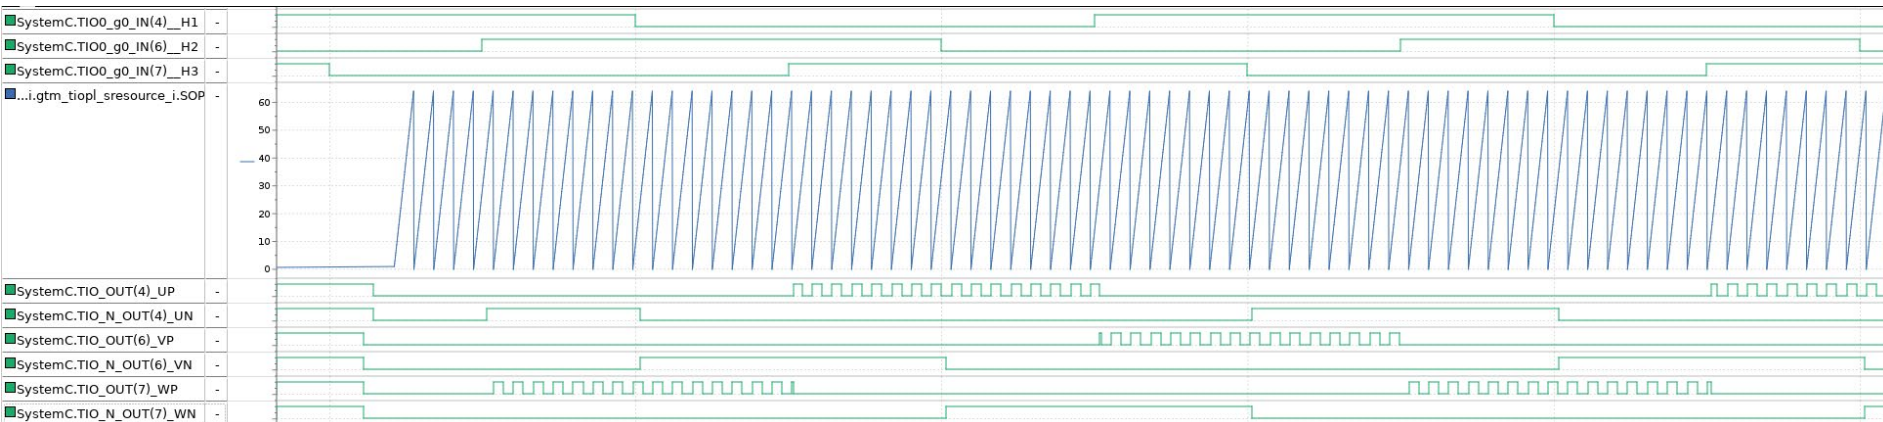 SystemC.TIO0_g0_IN(4)__H1 -
SystemC.TIO0_g0_IN(6)__H2 -
SystemC.TIO0_g0_IN(7)__H3 -
...i.gtm_tiopl_sresource_i.SOP -
60
50
40
30
20
10
0
SystemC.TIO_OUT(4)_UP -
SystemC.TIO_N_OUT(4)_UN -
SystemC.TIO_OUT(6)_VP -
SystemC.TIO_N_OUT(6)_VN -
SystemC.TIO_OUT(7)_WP -
SystemC.TIO_N_OUT(7)_WN -